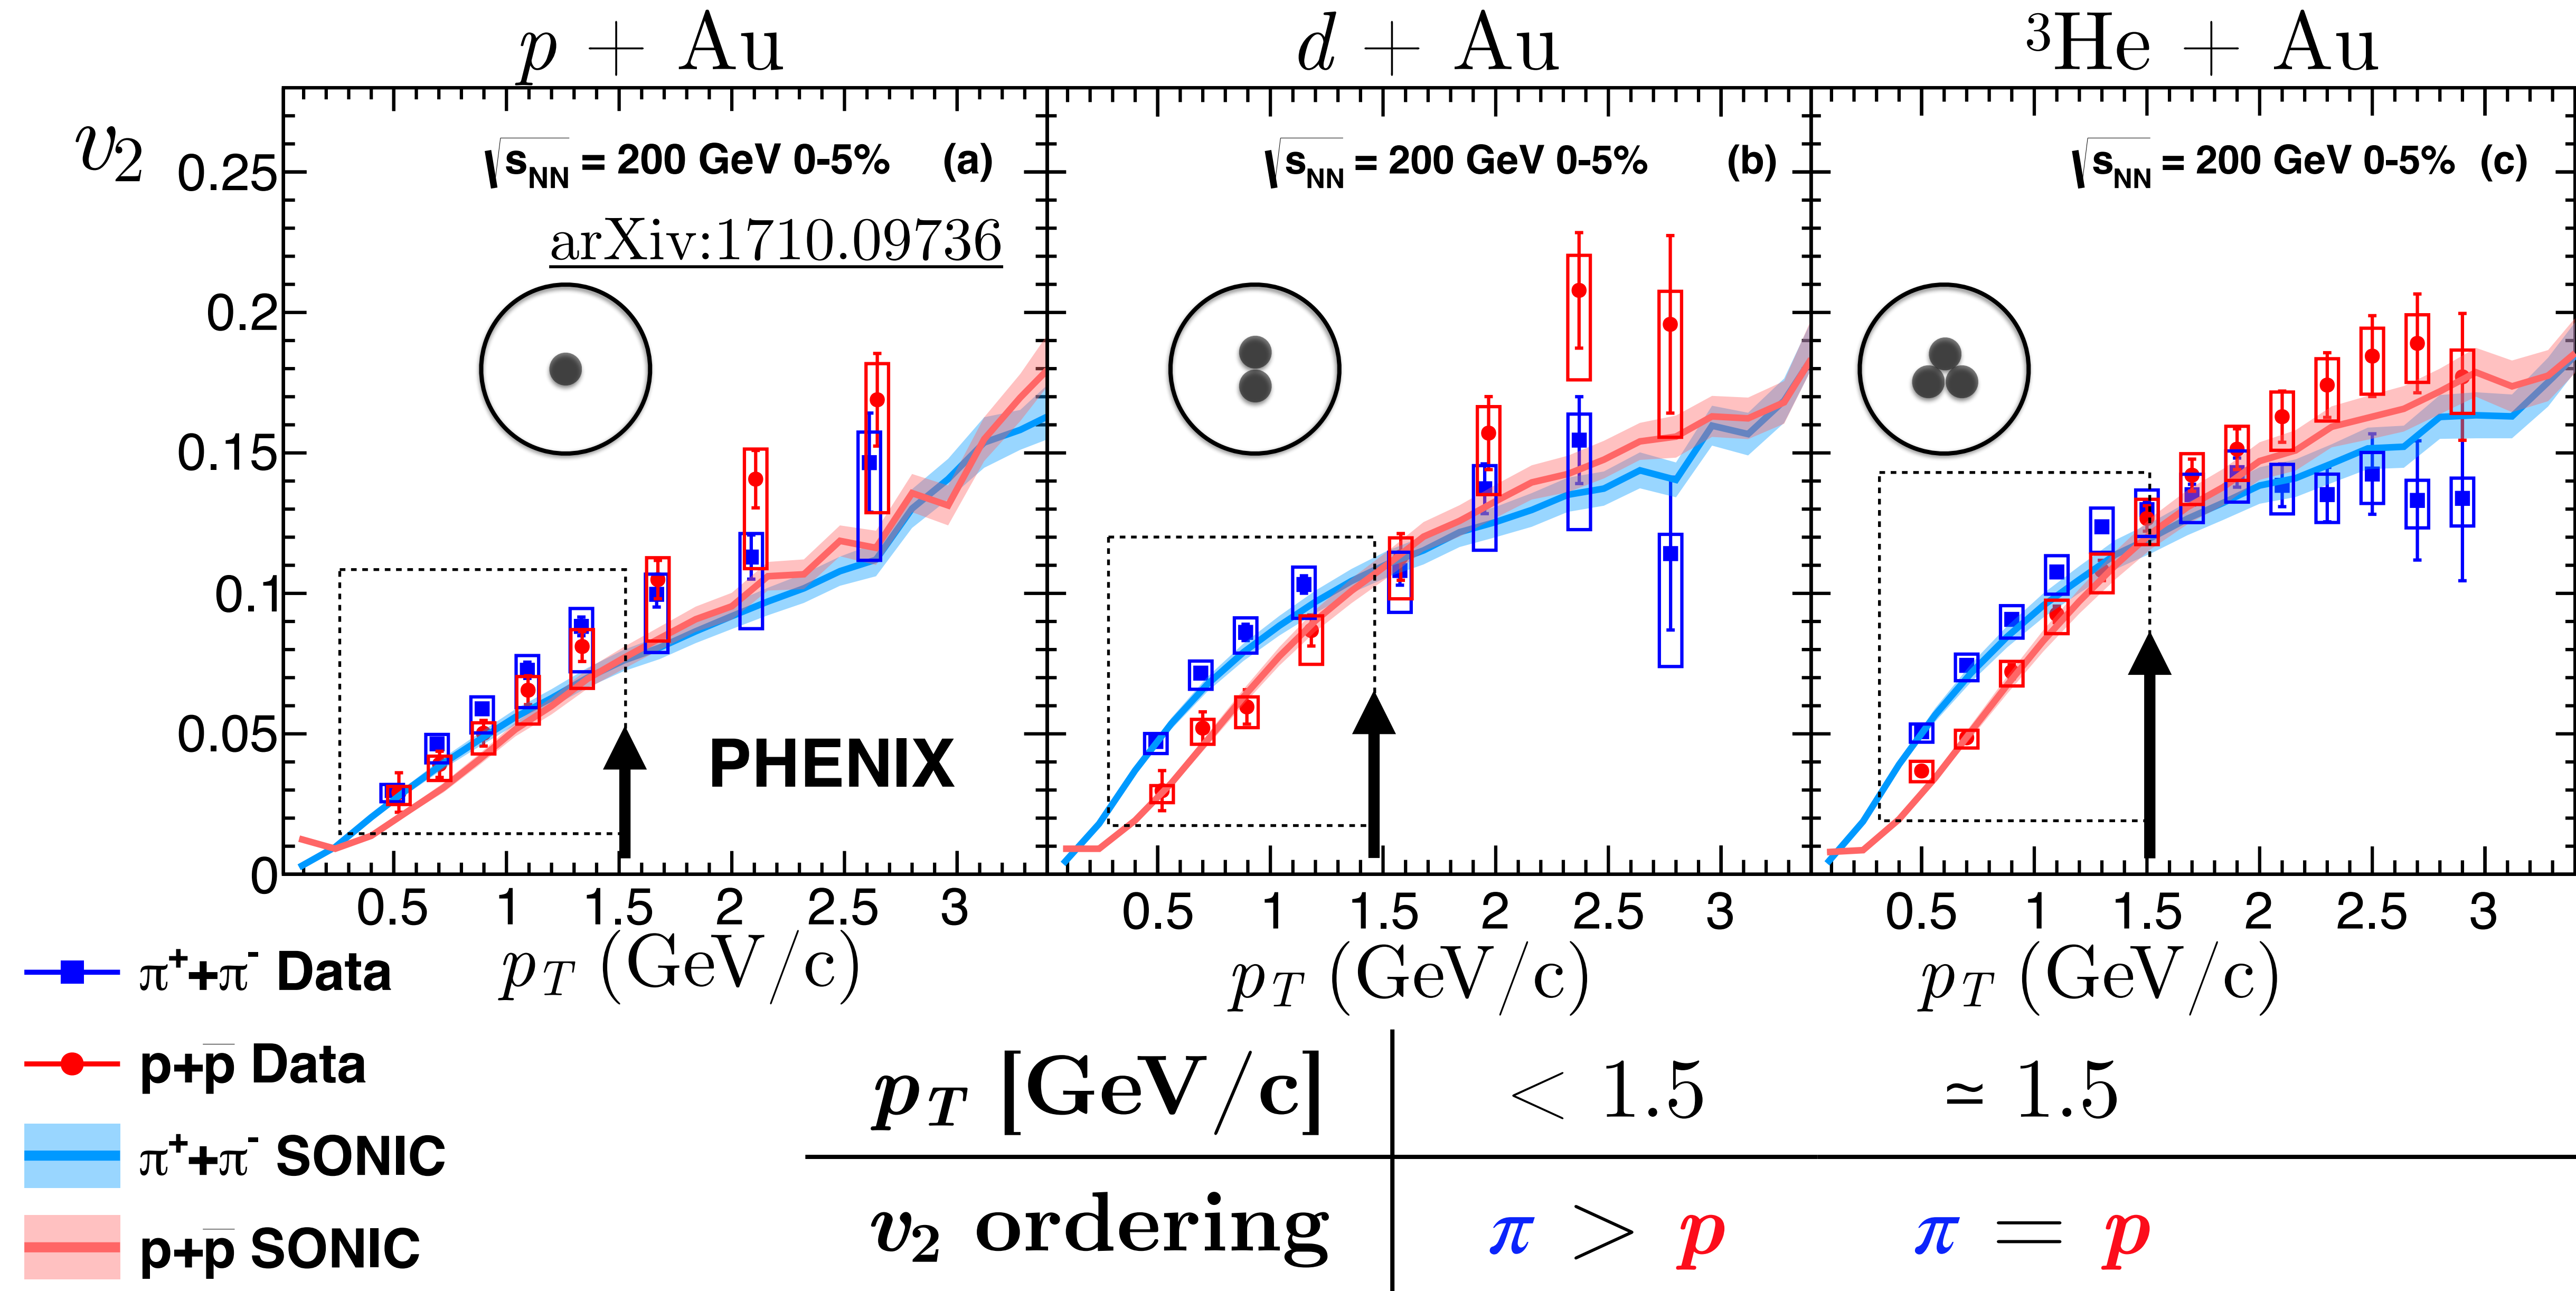 p + Au
d + Au
³He + Au
v₂
√sNN = 200 GeV 0-5% (a)
√sNN = 200 GeV 0-5% (b)
√sNN = 200 GeV 0-5% (c)
arXiv:1710.09736
0.25
0.2
0.15
0.1
0.05
0
PHENIX
0.5 1 1.5 2 2.5 3
0.5 1 1.5 2 2.5 3
0.5 1 1.5 2 2.5 3
p_T (GeV/c)
p_T (GeV/c)
p_T (GeV/c)
π⁺+π⁻ Data
p+p̅ Data
π⁺+π⁻ SONIC
p+p̅ SONIC
p_T [GeV/c] < 1.5 ≃ 1.5
v₂ ordering π > p π = p